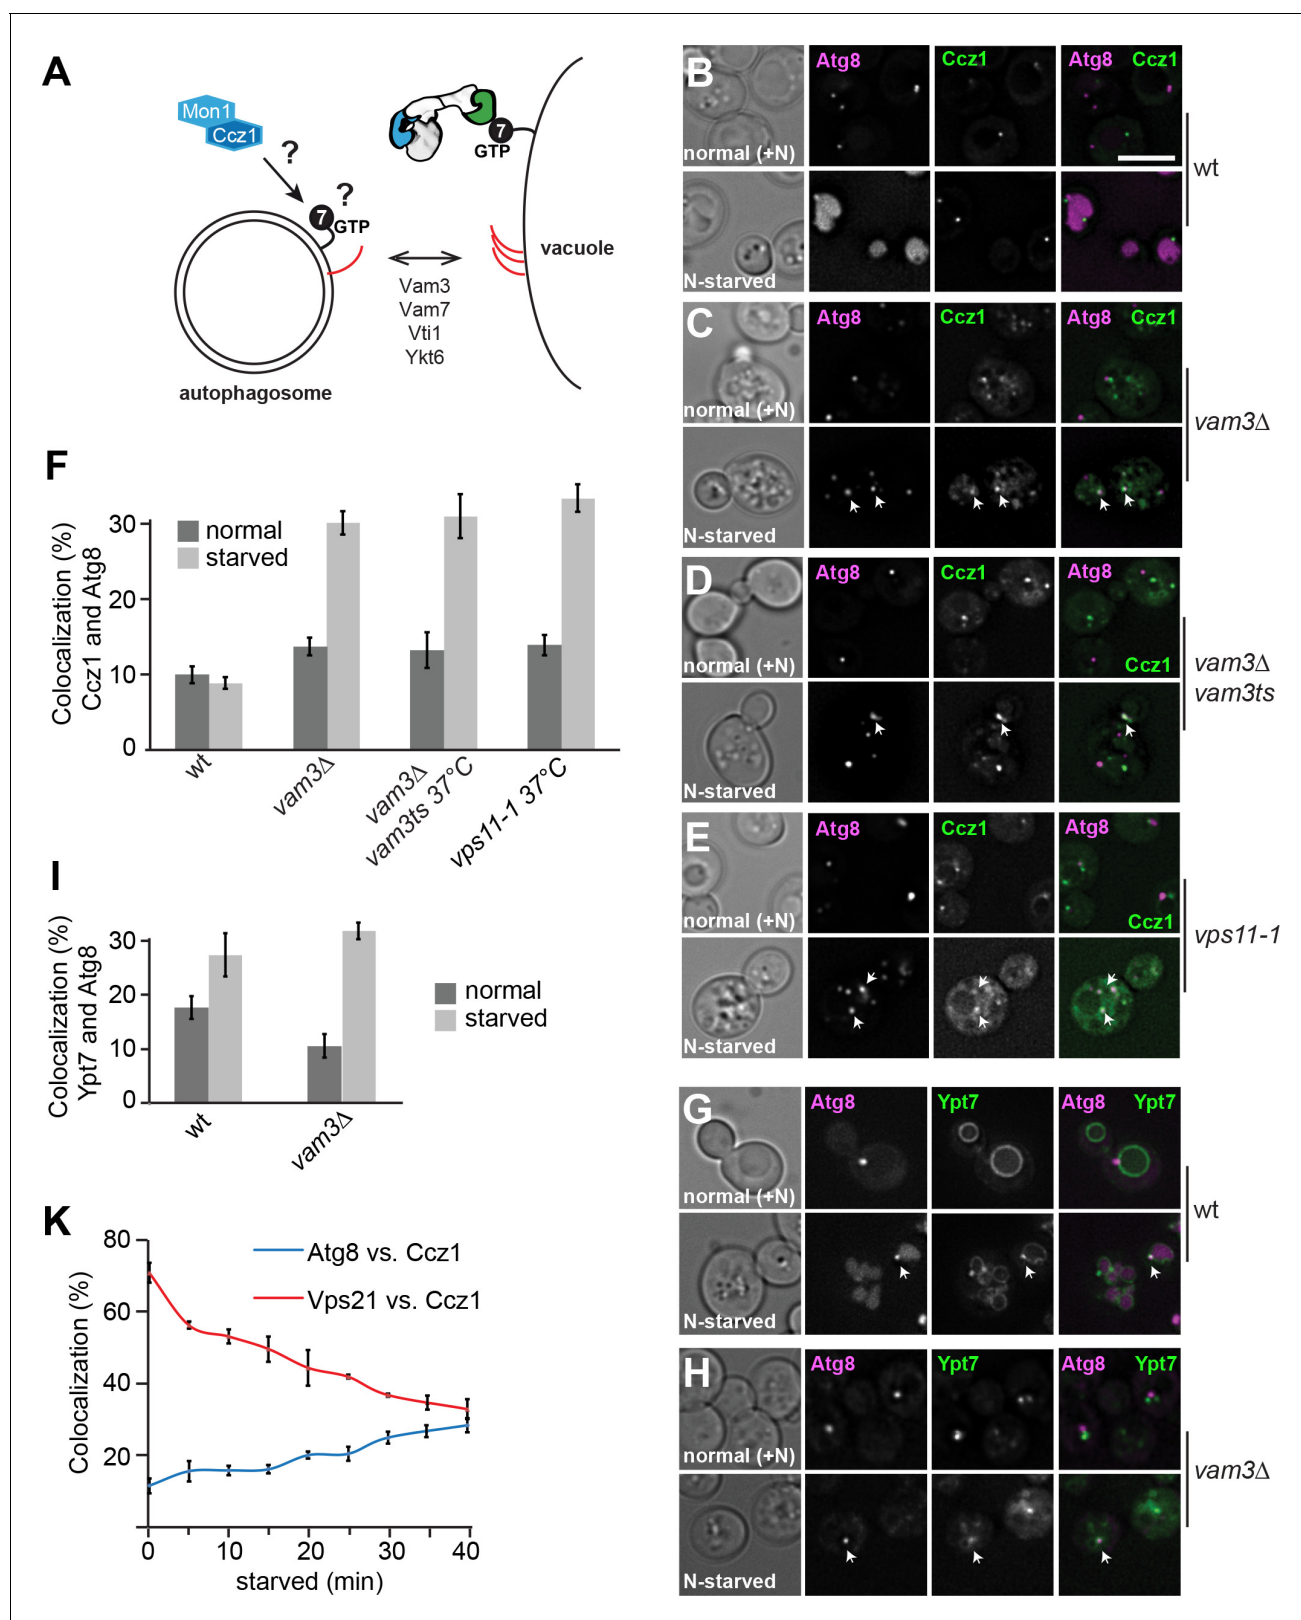 A
Mon1
Ccz1
?
?
7
GTP
7
GTP
vacuole
Vam3
Vam7
Vti1
Ykt6
autophagosome
F
Colocalization (%)
Ccz1 and Atg8
30
20
10
0
normal
starved
wt
vam3Δ
vam3Δ
vam3ts 37°C
vps11-1 37°C
I
Colocalization (%)
Ypt7 and Atg8
30
20
10
0
normal
starved
wt
vam3Δ
K
Colocalization (%)
80
60
40
20
Atg8 vs. Ccz1
Vps21 vs. Ccz1
0 10 20 30 40
starved (min)
B
Atg8 Ccz1 Atg8 Ccz1
normal (+N)
N-starved
wt
C
Atg8 Ccz1 Atg8 Ccz1
normal (+N)
N-starved
vam3Δ
D
Atg8 Ccz1 Atg8
Ccz1
normal (+N)
N-starved
vam3Δ
vam3ts
E
Atg8 Ccz1 Atg8
Ccz1
normal (+N)
N-starved
vps11-1
G
Atg8 Ypt7 Atg8 Ypt7
normal (+N)
N-starved
wt
H
Atg8 Ypt7 Atg8 Ypt7
normal (+N)
N-starved
vam3Δ